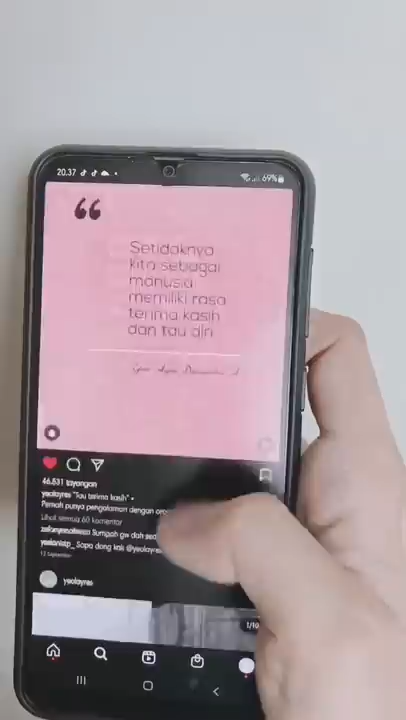 20.37
69%
Setidaknya
kita sebagai
manusia
memiliki rasa
terima kasih
dan tau diri
46.831 tayangan
yeolayres "Tau terima kasih" •
Pernah punya pengalaman dengan
Lihat semua 60 komentar
Sumpah gw dah
Sapa dong kak
13 September
yeolayres
1/10